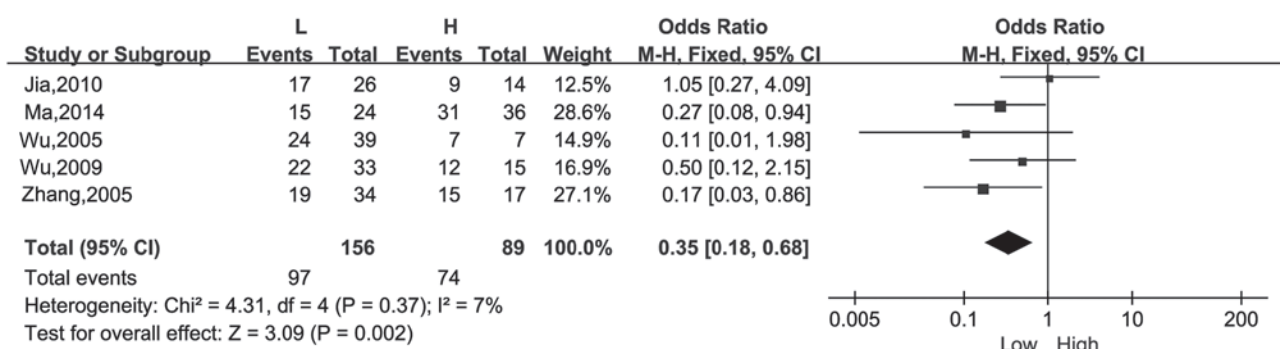 L H Odds Ratio Odds Ratio
Study or Subgroup Events Total Events Total Weight M-H, Fixed, 95% CI M-H, Fixed, 95% CI
Jia,2010 17 26 9 14 12.5% 1.05 [0.27, 4.09]
Ma,2014 15 24 31 36 28.6% 0.27 [0.08, 0.94]
Wu,2005 24 39 7 7 14.9% 0.11 [0.01, 1.98]
Wu,2009 22 33 12 15 16.9% 0.50 [0.12, 2.15]
Zhang,2005 19 34 15 17 27.1% 0.17 [0.03, 0.86]
Total (95% CI) 156 89 100.0% 0.35 [0.18, 0.68]
Total events 97 74
Heterogeneity: Chi² = 4.31, df = 4 (P = 0.37); I² = 7%
Test for overall effect: Z = 3.09 (P = 0.002)
0.005 0.1 1 10 200
Low High